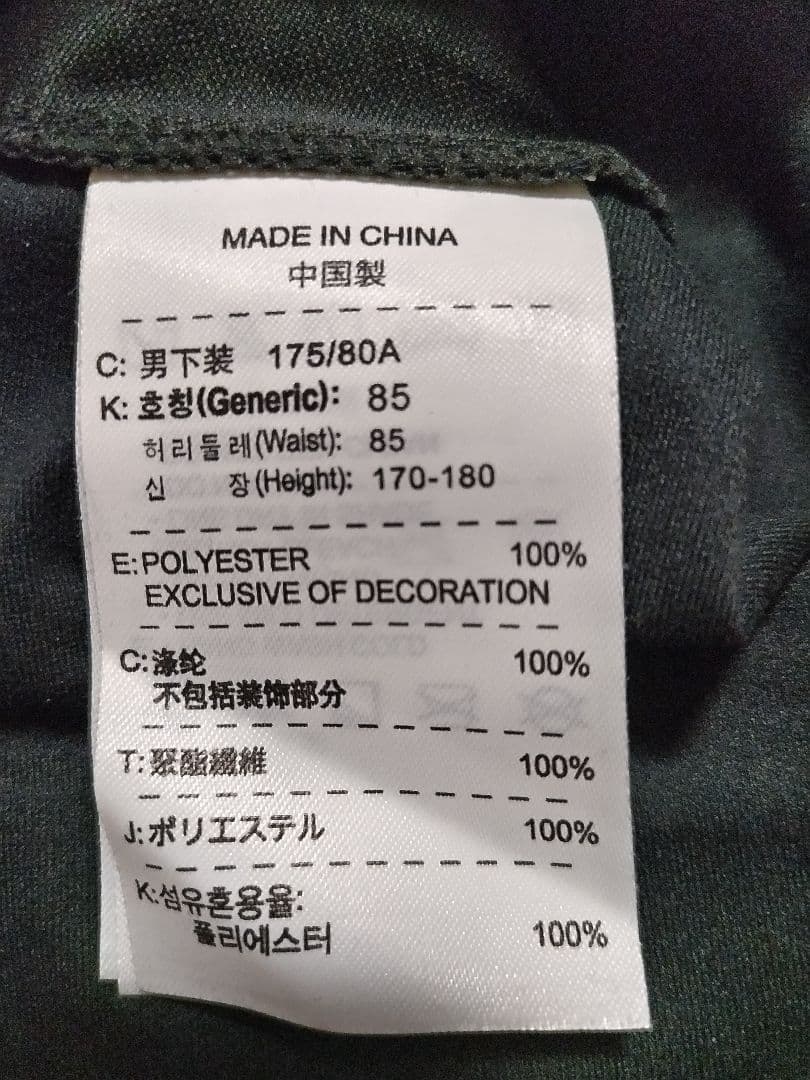 MADE IN CHINA
中国製
C: 男下装 175/80A
K: 호칭(Generic): 85
허리둘레(Waist): 85
신 장(Height): 170-180
E:POLYESTER 100%
EXCLUSIVE OF DECORATION
C:涤纶 100%
不包括装饰部分
T:聚酯纖維 100%
J:ポリエステル 100%
K:섬유혼용율:
폴리에스터 100%